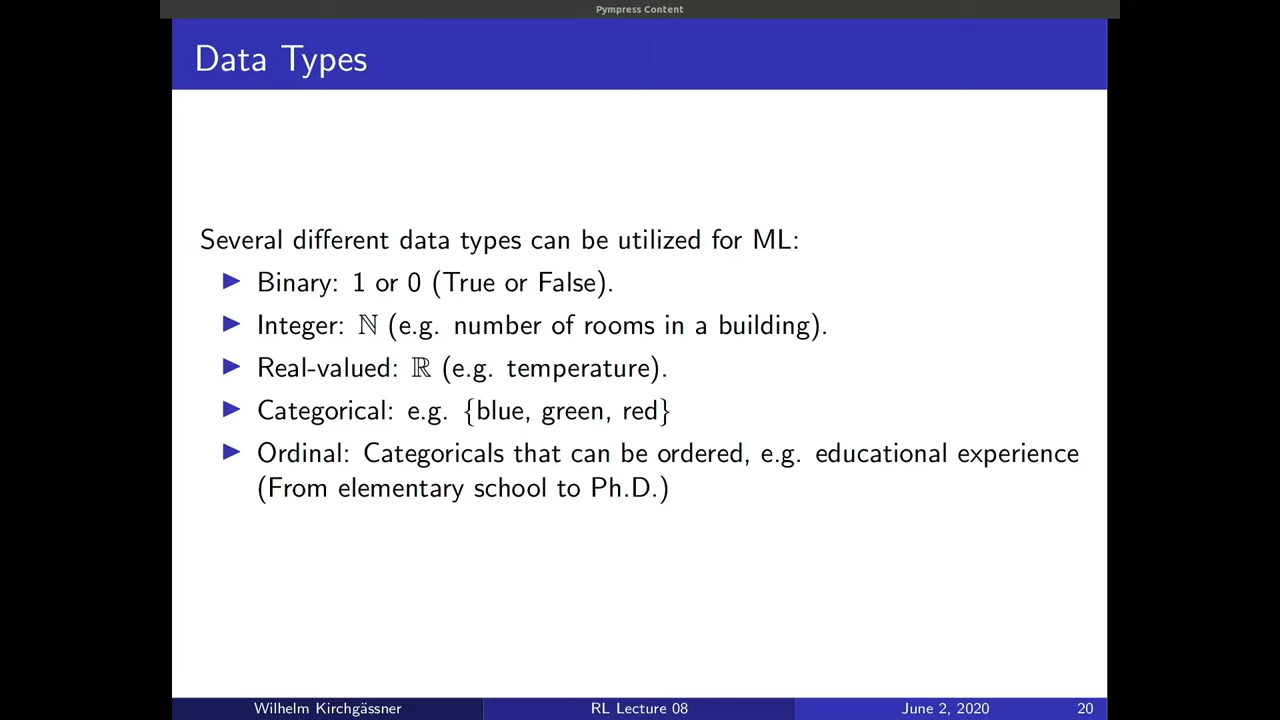 Pympress Content
Data Types
Several different data types can be utilized for ML:
▶ Binary: 1 or 0 (True or False).
▶ Integer: ℕ (e.g. number of rooms in a building).
▶ Real-valued: ℝ (e.g. temperature).
▶ Categorical: e.g. {blue, green, red}
▶ Ordinal: Categoricals that can be ordered, e.g. educational experience
(From elementary school to Ph.D.)
Wilhelm Kirchgässner RL Lecture 08 June 2, 2020 20